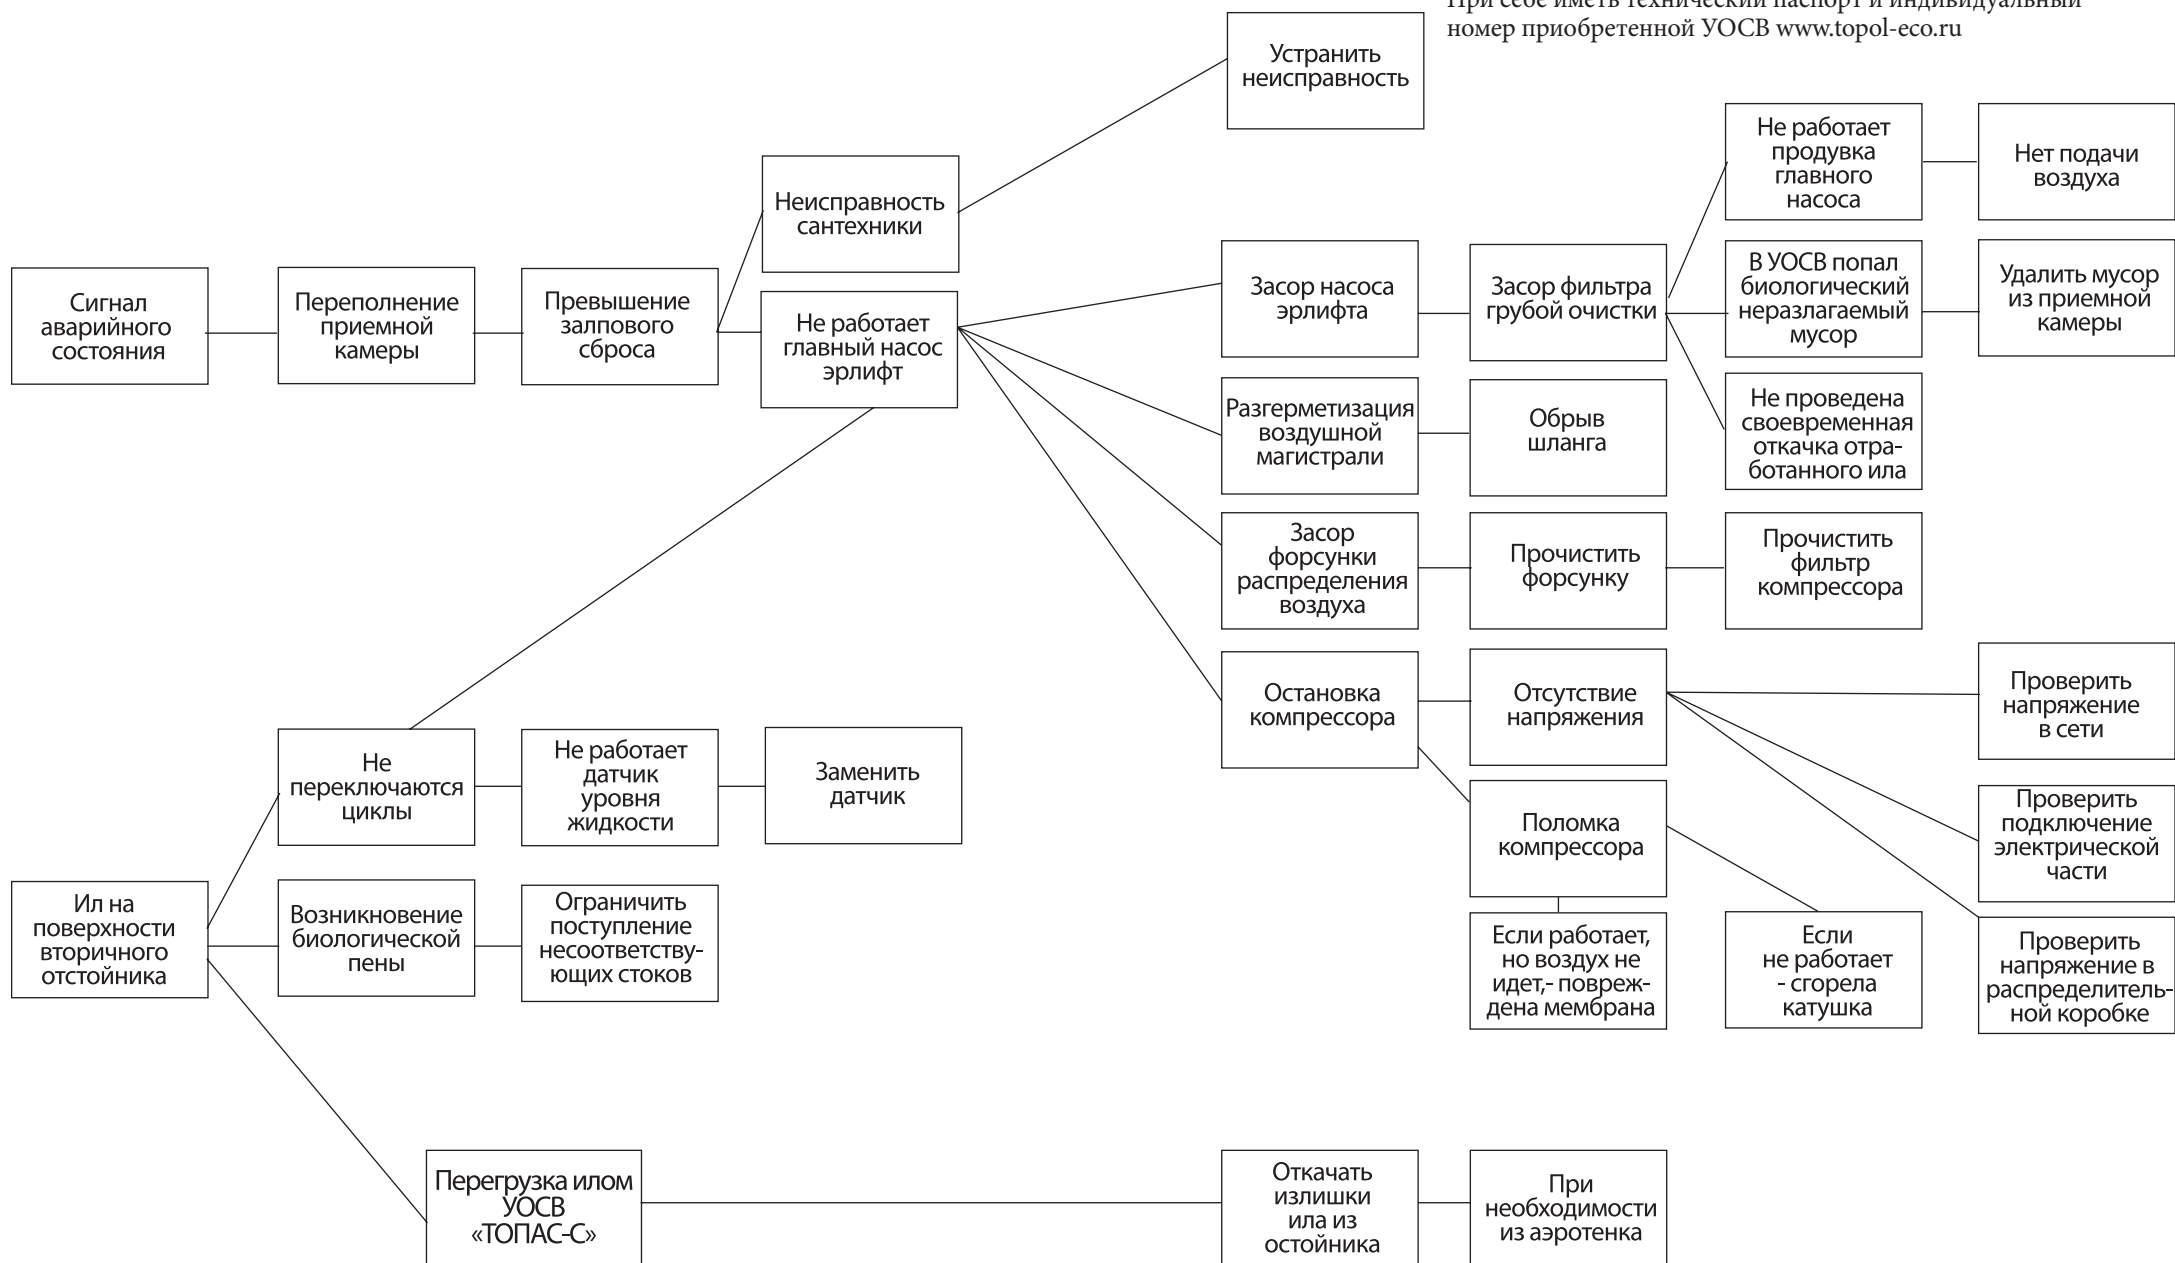 При себе иметь технический паспорт и индивидуальный
номер приобретенной УОСВ www.topol-eco.ru
Устранить
неисправность
Не работает
продувка
главного
насоса
Нет подачи
воздуха
Неисправность
сантехники
Сигнал
аварийного
состояния
Переполнение
приемной
камеры
Превышение
залпового
сброса
Не работает
главный насос
эрлифт
Засор насоса
эрлифта
Засор фильтра
грубой очистки
В УОСВ попал
биологический
неразлагаемый
мусор
Удалить мусор
из приемной
камеры
Разгерметизация
воздушной
магистрали
Обрыв
шланга
Не проведена
своевременная
откачка отра-
ботанного ила
Засор
форсунки
распределения
воздуха
Прочистить
форсунку
Прочистить
фильтр
компрессора
Остановка
компрессора
Отсутствие
напряжения
Проверить
напряжение
в сети
Не
переключаются
циклы
Не работает
датчик
уровня
жидкости
Заменить
датчик
Поломка
компрессора
Проверить
подключение
электрической
части
Ил на
поверхности
вторичного
отстойника
Возникновение
биологической
пены
Ограничить
поступление
несоответству-
ющих стоков
Если работает,
но воздух не
идет,- повреж-
дена мембрана
Если
не работает
- сгорела
катушка
Проверить
напряжение в
распределитель-
ной коробке
Перегрузка илом
УОСВ
«ТОПАС-С»
Откачать
излишки
ила из
остойника
При
необходимости
из аэротенка